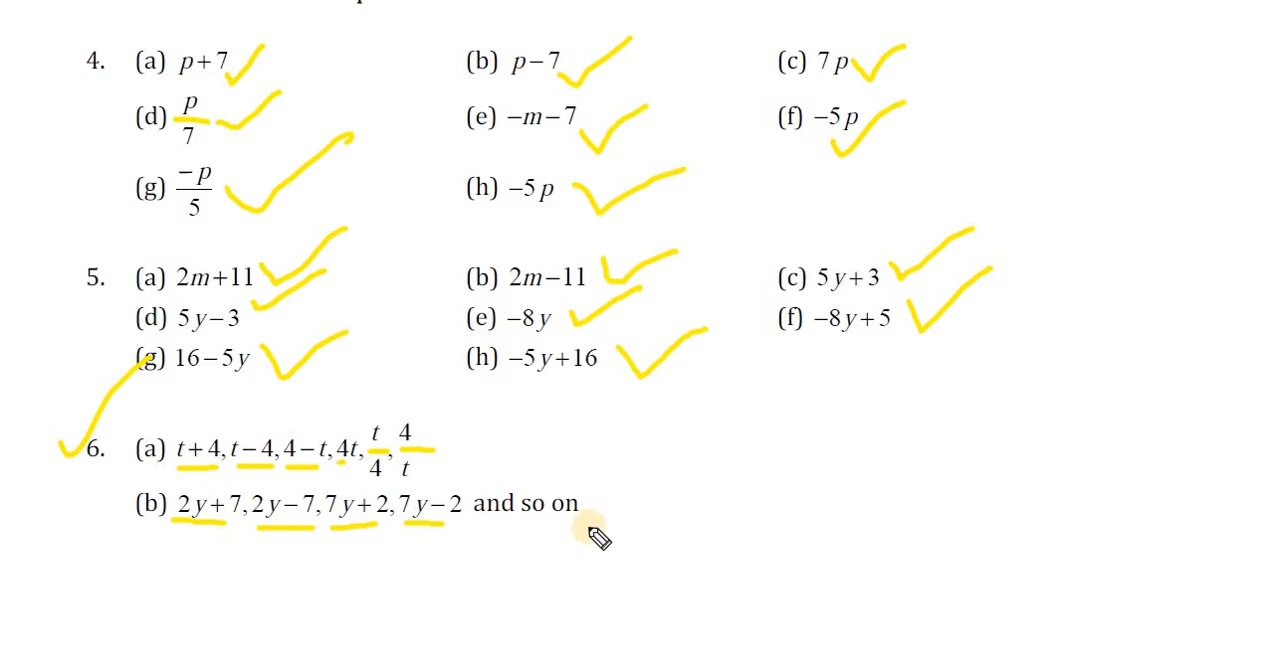 4. (a) p+7 (b) p−7 (c) 7p
(d) p/7 (e) −m−7 (f) −5p
(g) −p/5 (h) −5p
5. (a) 2m+11 (b) 2m−11 (c) 5y+3
(d) 5y−3 (e) −8y (f) −8y+5
(g) 16−5y (h) −5y+16
6. (a) t+4, t−4, 4−t, 4t, t/4, 4/t
(b) 2y+7, 2y−7, 7y+2, 7y−2 and so on